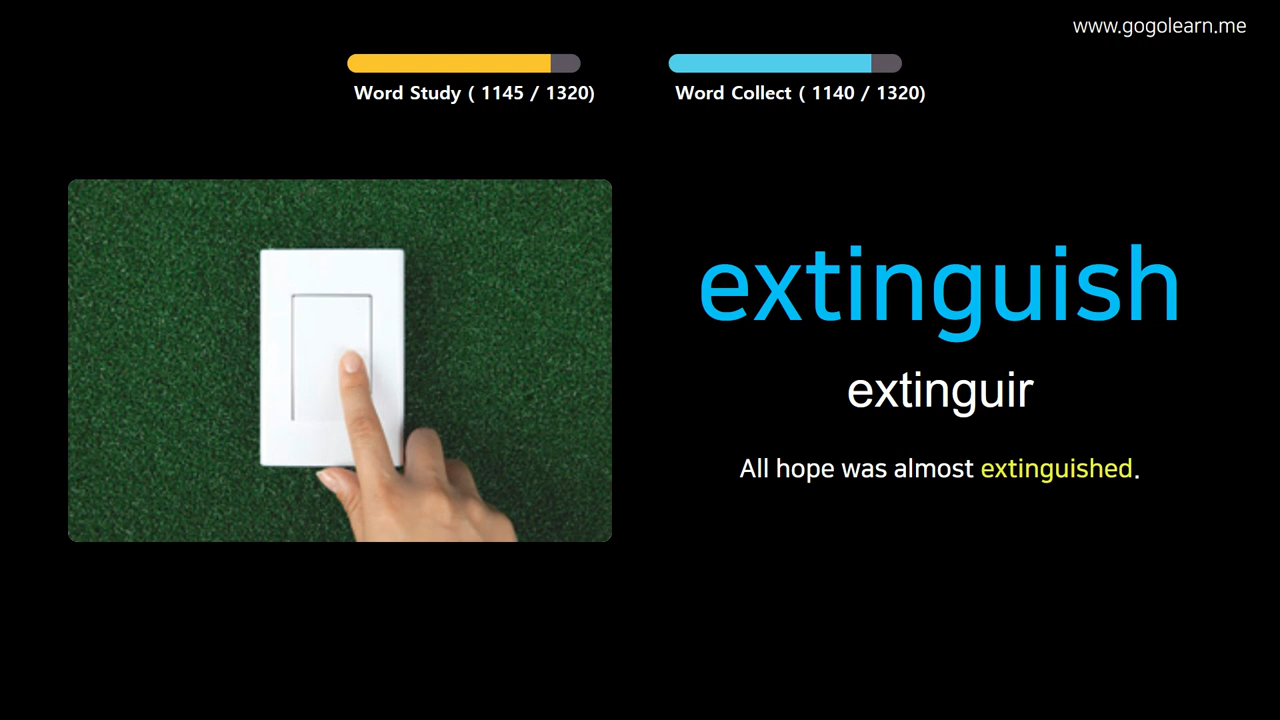 www.gogolearn.me
Word Study ( 1145 / 1320)
Word Collect ( 1140 / 1320)
extinguish
extinguir
All hope was almost extinguished.